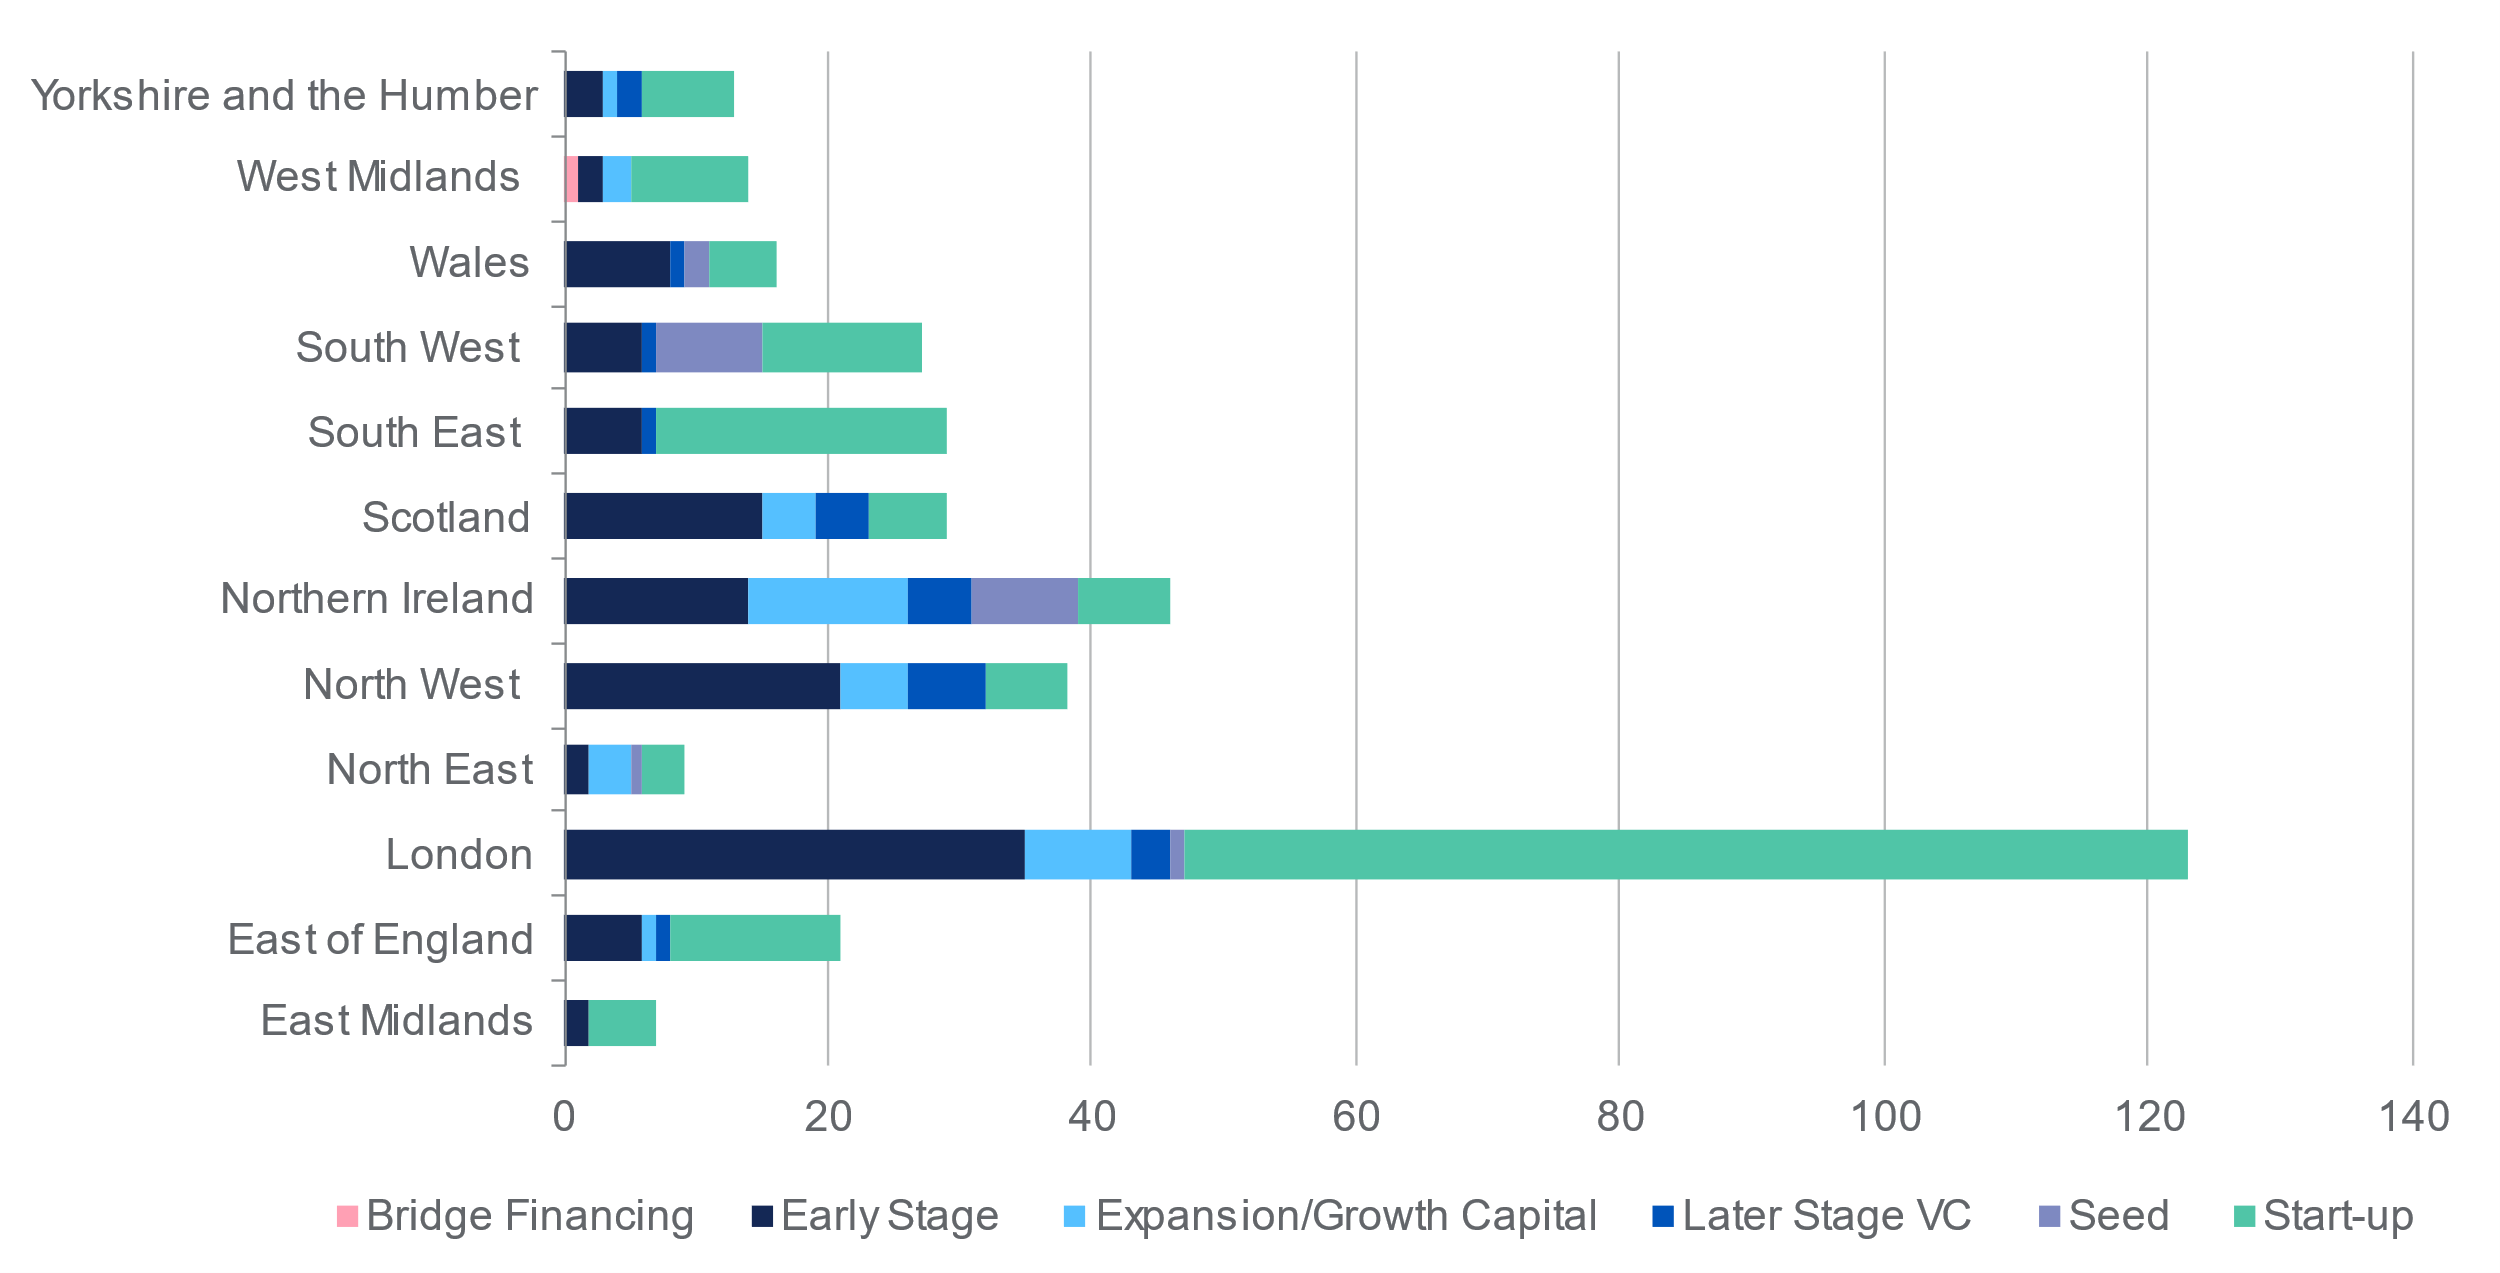 Yorkshire and the Humber
West Midlands
Wales
South West
South East
Scotland
Northern Ireland
North West
North East
London
East of England
East Midlands
0 20 40 60 80 100 120 140
Bridge Financing Early Stage Expansion/Growth Capital Later Stage VC Seed Start-up